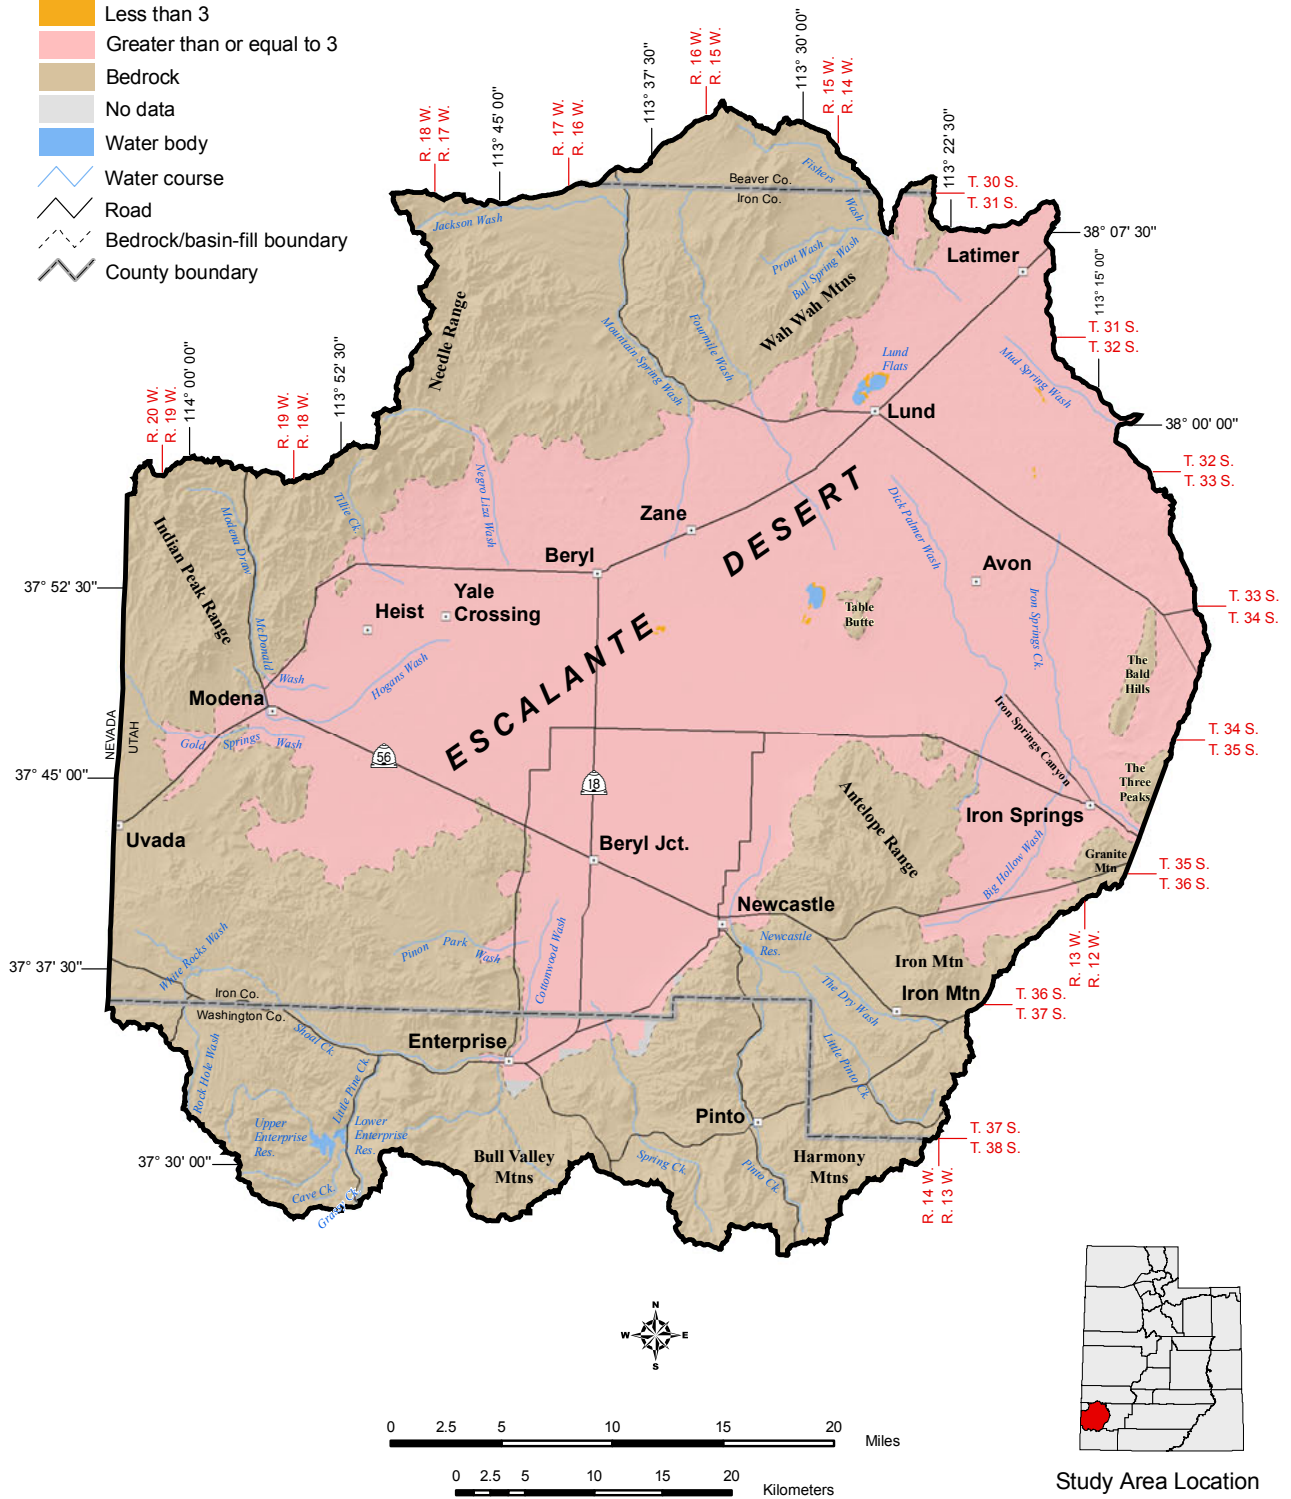 Less than 3
Greater than or equal to 3
Bedrock
No data
Water body
Water course
Road
Bedrock/basin-fill boundary
County boundary
R. 20 W.
R. 19 W.
114° 00' 00"
R. 19 W.
R. 18 W.
113° 52' 30"
R. 18 W.
R. 17 W.
113° 45' 00"
R. 17 W.
R. 16 W.
113° 37' 30"
R. 16 W.
R. 15 W.
113° 30' 00"
R. 15 W.
R. 14 W.
113° 22' 30"
T. 30 S.
T. 31 S.
38° 07' 30"
113° 15' 00"
T. 31 S.
T. 32 S.
38° 00' 00"
T. 32 S.
T. 33 S.
T. 33 S.
T. 34 S.
T. 34 S.
T. 35 S.
T. 35 S.
T. 36 S.
R. 13 W.
R. 12 W.
T. 36 S.
T. 37 S.
T. 37 S.
T. 38 S.
R. 14 W.
R. 13 W.
37° 52' 30"
37° 45' 00"
37° 37' 30"
37° 30' 00"
Beaver Co.
Iron Co.
Fishers
Wash
Jackson Wash
Prout Wash
Bull Spring Wash
Wah Wah Mtns
Latimer
Needle Range
Mountain Spring Wash
Fourmile Wash
Lund
Flats
Mud Spring Wash
Lund
Negro Liza Wash
Tillie Ck.
Modena Draw
Indian Peak Range
Zane
Beryl
Dick Palmer Wash
Avon
Iron Springs Ck.
ESCALANTE DESERT
Heist
Yale
Crossing
Table
Butte
McDonald
Wash
Hogans Wash
The
Bald
Hills
Modena
Gold Springs Wash
NEVADA
UTAH
56
18
Iron Springs Canyon
The
Three
Peaks
Antelope Range
Iron Springs
Uvada
Beryl Jct.
Big Hollow Wash
Granite
Mtn
Newcastle
Newcastle
Res.
White Rocks Wash
Pinon Park Wash
Cottonwood Wash
Iron Mtn
The Dry Wash
Iron Mtn
Iron Co.
Washington Co.
Shoal Ck.
Enterprise
Little Pinto Ck.
Rock Hole Wash
Little Pine Ck.
Upper
Enterprise
Res.
Lower
Enterprise
Res.
Pinto
Bull Valley
Mtns
Spring Ck.
Pinto Ck.
Harmony
Mtns
Cave Ck.
Grassy Ck.
N
W
E
S
0 2.5 5 10 15 20
Miles
0 2.5 5 10 15 20
Kilometers
Study Area Location